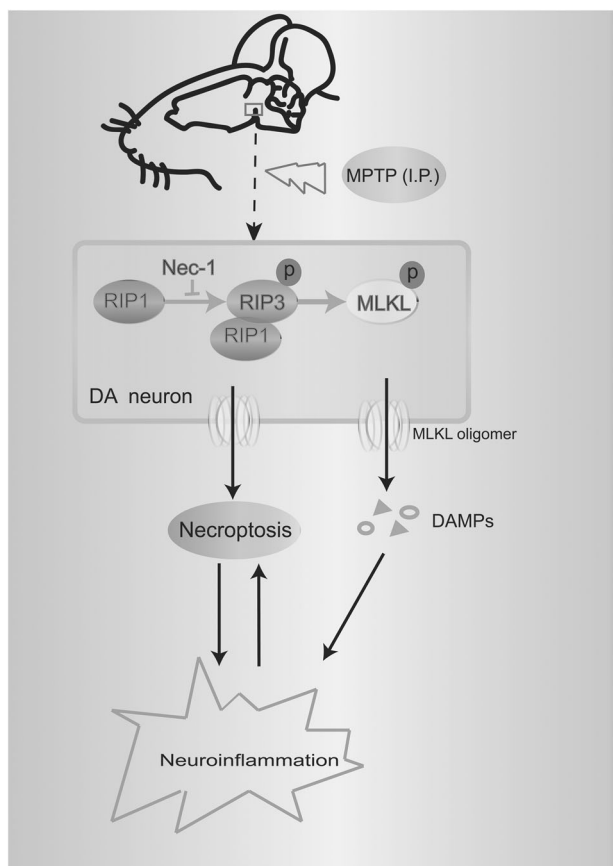 MPTP (I.P.)
Nec-1
p
p
RIP1
RIP3
MLKL
RIP1
DA neuron
MLKL oligomer
Necroptosis
DAMPs
Neuroinflammation